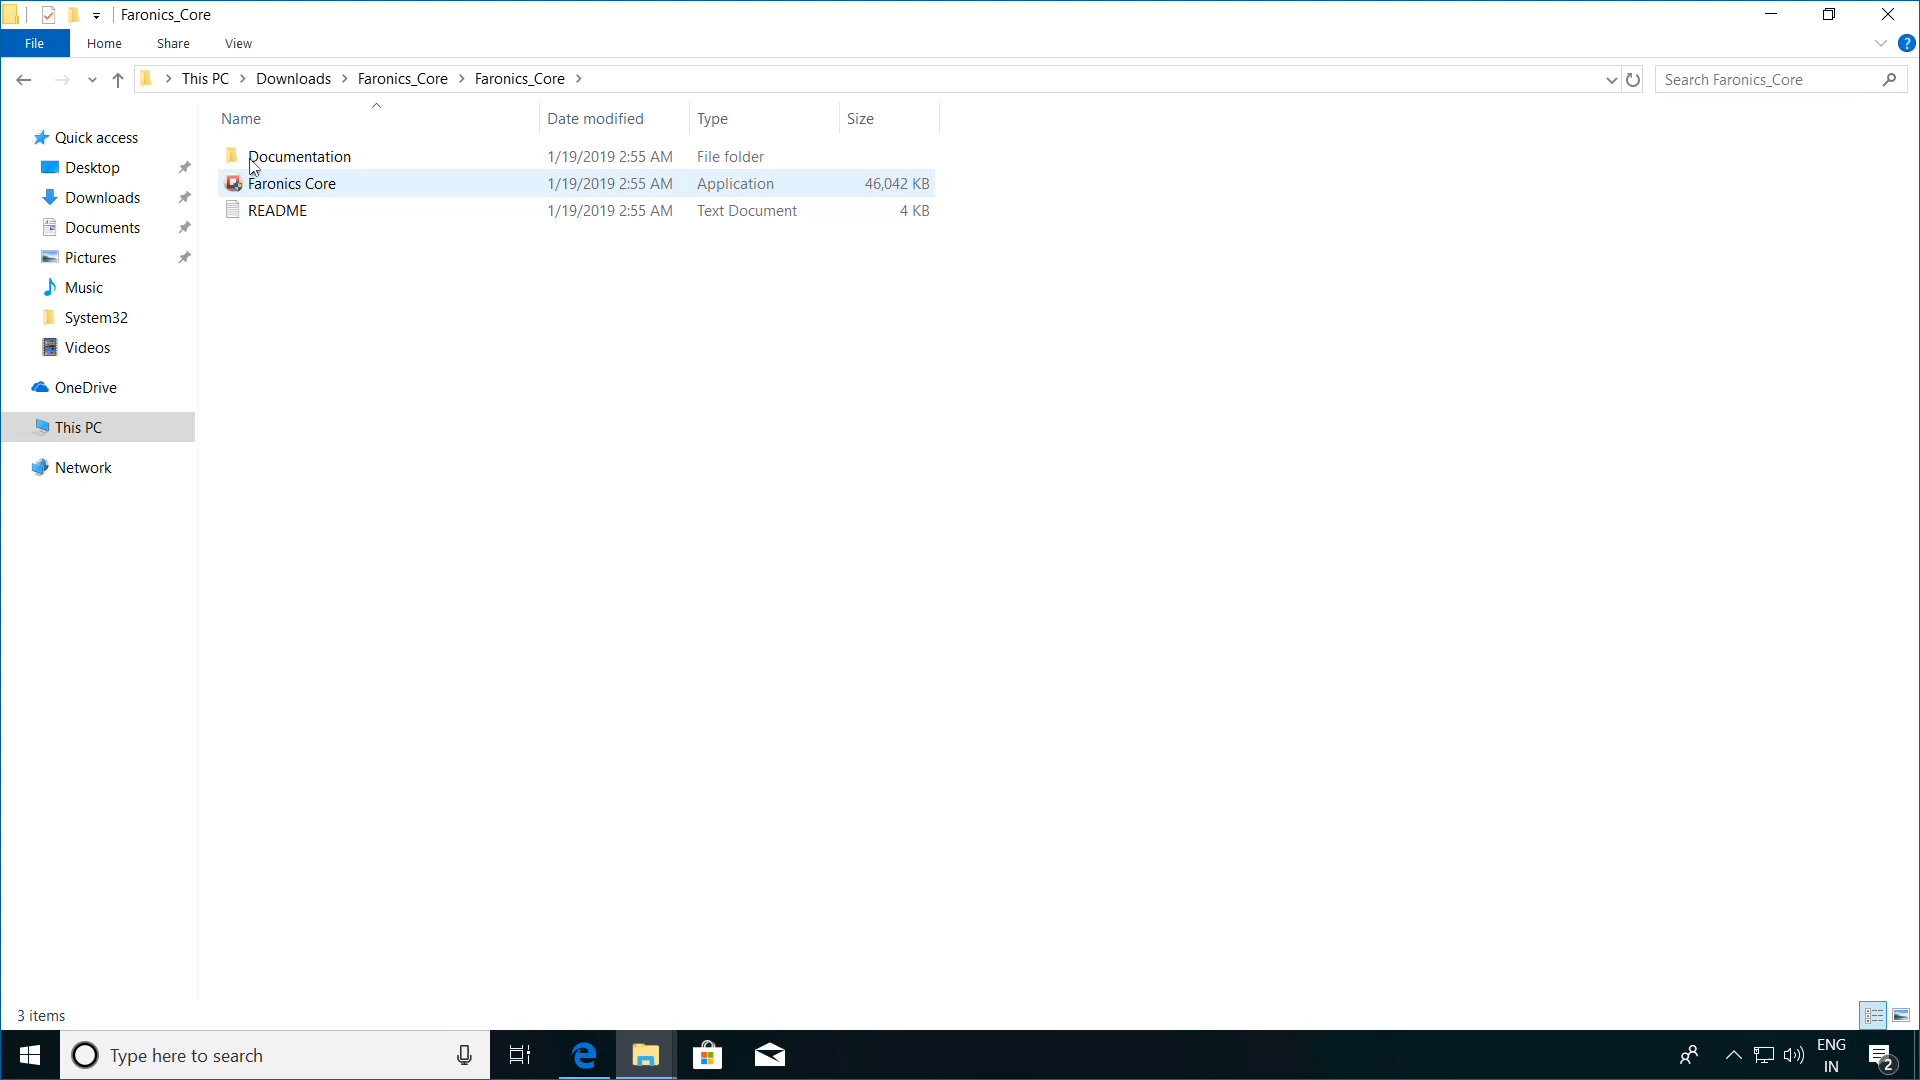 Faronics_Core
File Home Share View
This PC Downloads Faronics_Core Faronics_Core
Search Faronics_Core
Name Date modified Type Size
Quick access
Desktop
Downloads
Documents
Pictures
Music
System32
Videos
OneDrive
This PC
Network
Documentation 1/19/2019 2:55 AM File folder
Faronics Core 1/19/2019 2:55 AM Application 46,042 KB
README 1/19/2019 2:55 AM Text Document 4 KB
3 items
Type here to search
ENG
IN
2